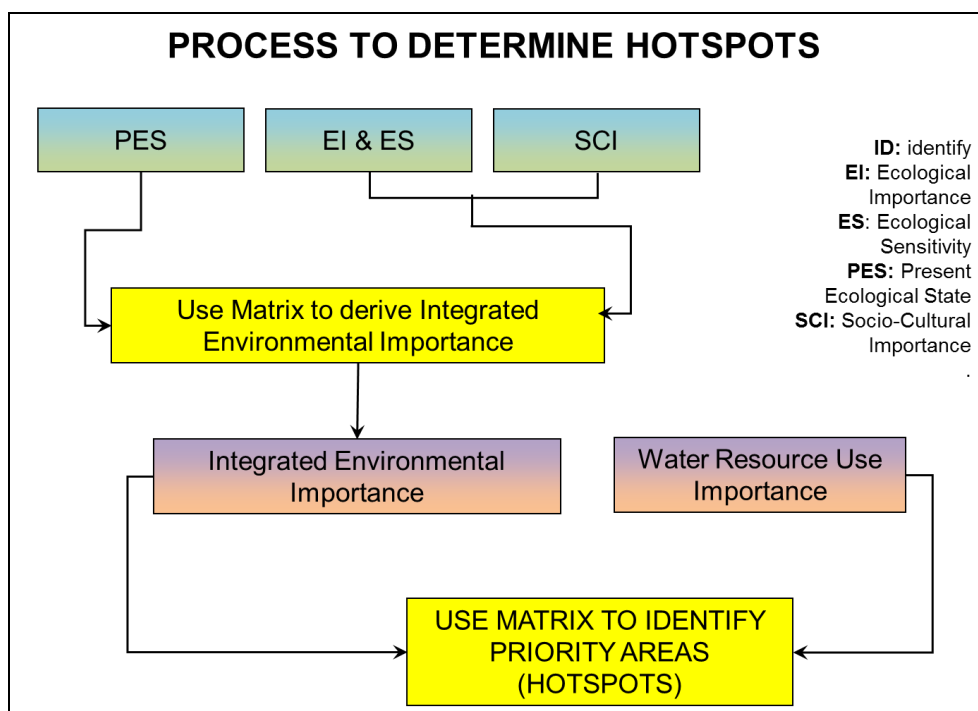 PROCESS TO DETERMINE HOTSPOTS
PES
EI & ES
SCI
ID: identify
EI: Ecological
Importance
ES: Ecological
Sensitivity
PES: Present
Ecological State
SCI: Socio-Cultural
Importance
.
Use Matrix to derive Integrated
Environmental Importance
Integrated Environmental
Importance
Water Resource Use
Importance
USE MATRIX TO IDENTIFY
PRIORITY AREAS
(HOTSPOTS)